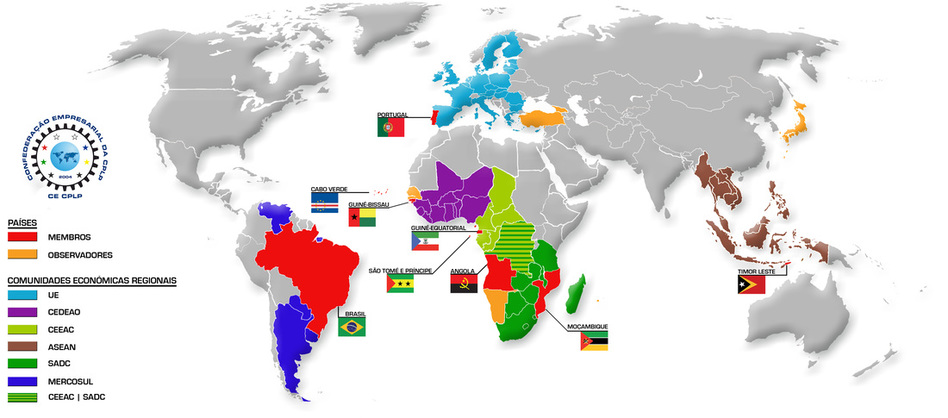 CONFEDERAÇÃO EMPRESARIAL DA CPLP
2004
CE CPLP
PAÍSES
MEMBROS
OBSERVADORES
COMUNIDADES ECONÓMICAS REGIONAIS
UE
CEDEAO
CEEAC
ASEAN
SADC
MERCOSUL
CEEAC | SADC
PORTUGAL
CABO VERDE
GUINÉ-BISSAU
GUINÉ-EQUATORIAL
SÃO TOMÉ E PRÍNCIPE
ANGOLA
BRASIL
MOÇAMBIQUE
TIMOR LESTE